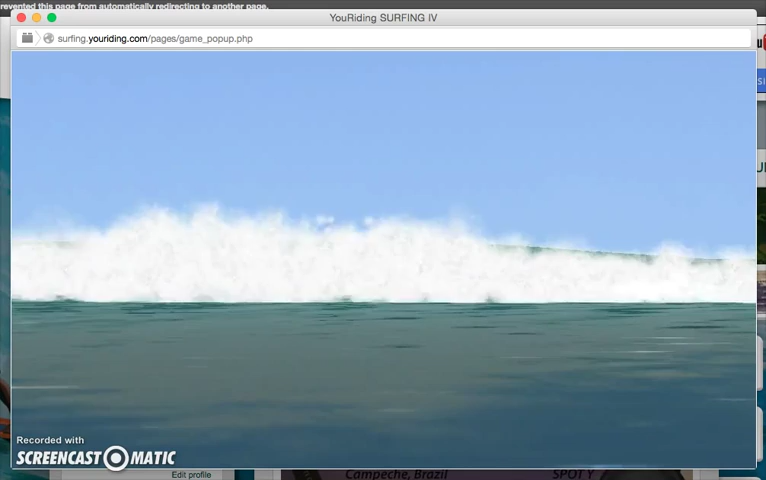 revented this page from automatically redirecting to another page.
YouRiding SURFING IV
surfing.youriding.com/pages/game_popup.php
Recorded with
SCREENCAST-O-MATIC
Edit profile
Campeche, Brazil
SPOT Y